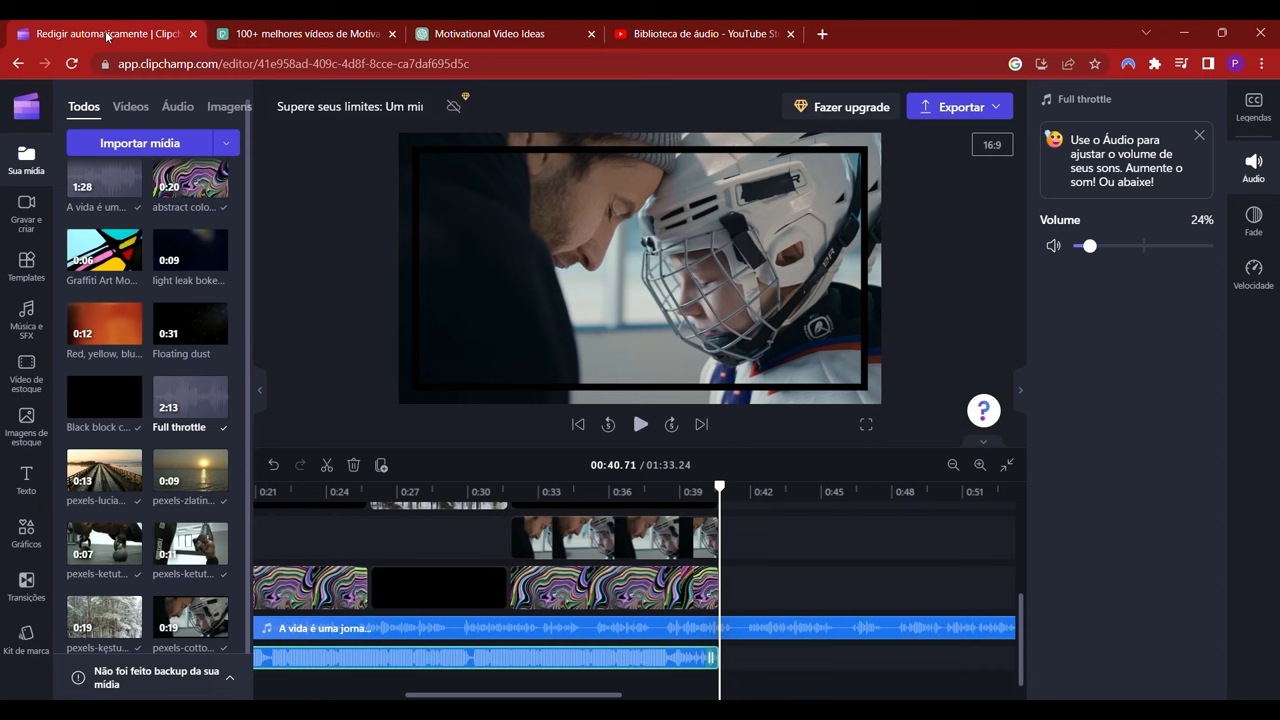 Redigir automaticamente | Clipch
100+ melhores vídeos de Motiva
Motivational Video Ideas
Biblioteca de áudio - YouTube St
app.clipchamp.com/editor/41e958ad-409c-4d8f-8cce-ca7daf695d5c
P
Todos
Vídeos
Áudio
Imagens
Supere seus limites: Um mi
Fazer upgrade
Exportar
Full throttle
CC
Legendas
Importar mídia
16:9
Use o Áudio para
ajustar o volume de
seus sons. Aumente o
som! Ou abaixe!
Sua mídia
1:28
0:20
A vida é um...
abstract colo...
Áudio
Gravar e
criar
Volume
24%
0:06
0:09
Graffiti Art Mo...
light leak boke...
Fade
Templates
0:12
0:31
Red, yellow, blu...
Floating dust
Velocidade
Música e
SFX
Vídeo de
estoque
2:13
Black block c...
Full throttle
?
Imagens de
estoque
0:13
0:09
pexels-lucia...
pexels-zlatin...
00:40.71 / 01:33.24
Texto
0:21
0:24
0:27
0:30
0:33
0:36
0:39
0:42
0:45
0:48
0:51
Gráficos
0:07
0:11
pexels-ketut...
pexels-ketut...
Transições
0:19
0:19
pexels-kęstu...
pexels-cotto...
A vida é uma jorna...
Kit de marca
Não foi feito backup da sua
mídia